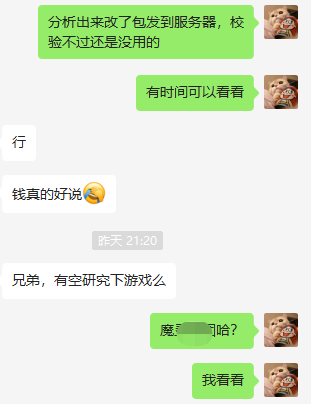 分析出来改了包发到服务器，校
验不过还是没用的
有时间可以看看
行
钱真的好说
昨天 21:20
兄弟，有空研究下游戏么
魔哈？
我看看